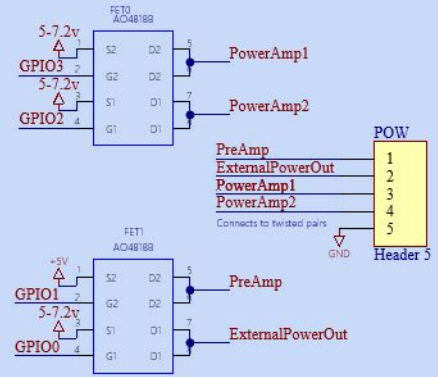 FET0
AO4818B
5-7.2v
1 S2 D2 5
PowerAmp1
GPIO3 2 G2 D2
5-7.2v
3 S1 D1 7
PowerAmp2
GPIO2 4 G1 D1
POW
PreAmp 1
ExternalPowerOut 2
PowerAmp1 3
PowerAmp2 4
Connects to twisted pairs
5
GND
Header 5
FET1
AO4818B
+5V
1 S2 D2 5
PreAmp
GPIO1 2 G2 D2
5-7.2v
3 S1 D1 7
ExternalPowerOut
GPIO0 4 G1 D1